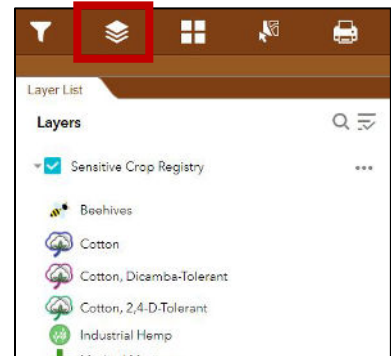 Layer List
Layers
Sensitive Crop Registry
Beehives
Cotton
Cotton, Dicamba-Tolerant
Cotton, 2,4-D-Tolerant
Industrial Hemp